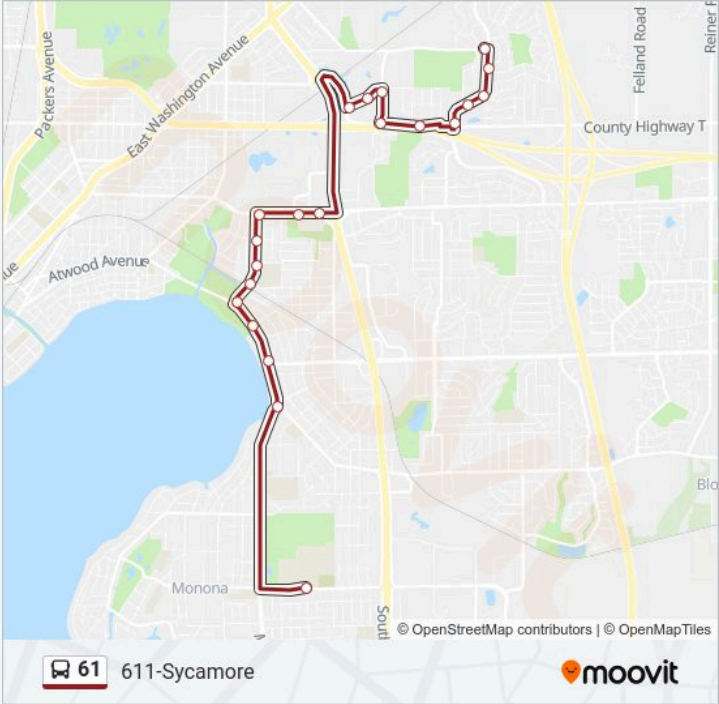 Packers Avenue
East Washington Avenue
Felland Road
Reiner R
County Highway T
ue
Atwood Avenue
Blo
Monona
South
© OpenStreetMap contributors | © OpenMapTiles
61
611-Sycamore
moovit